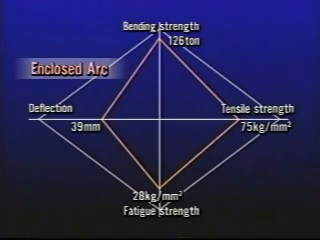 Bending strength
126ton
Enclosed Arc
Deflection
Tensile strength
39mm
75kg/mm²
28kg/mm²
Fatigue strength